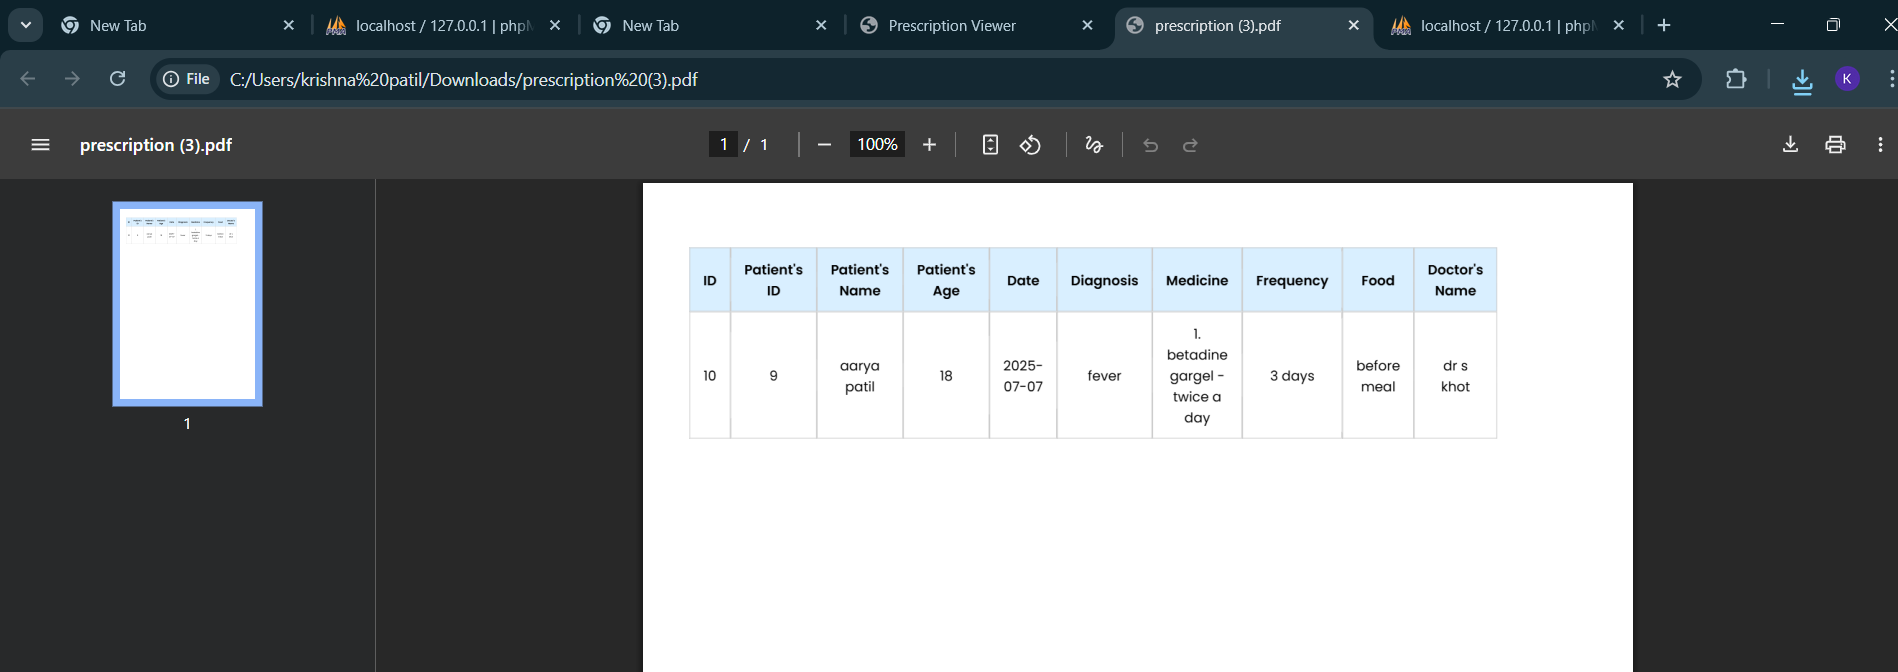 New Tab
localhost / 127.0.0.1 | php
New Tab
Prescription Viewer
prescription (3).pdf
localhost / 127.0.0.1 | php
File
C:/Users/krishna%20patil/Downloads/prescription%20(3).pdf
K
prescription (3).pdf
1 / 1
100%
1
ID
Patient's
ID
Patient's
Name
Patient's
Age
Date
Diagnosis
Medicine
Frequency
Food
Doctor's
Name
10
9
aarya
patil
18
2025-
07-07
fever
1.
betadine
gargel -
twice a
day
3 days
before
meal
dr s
khot